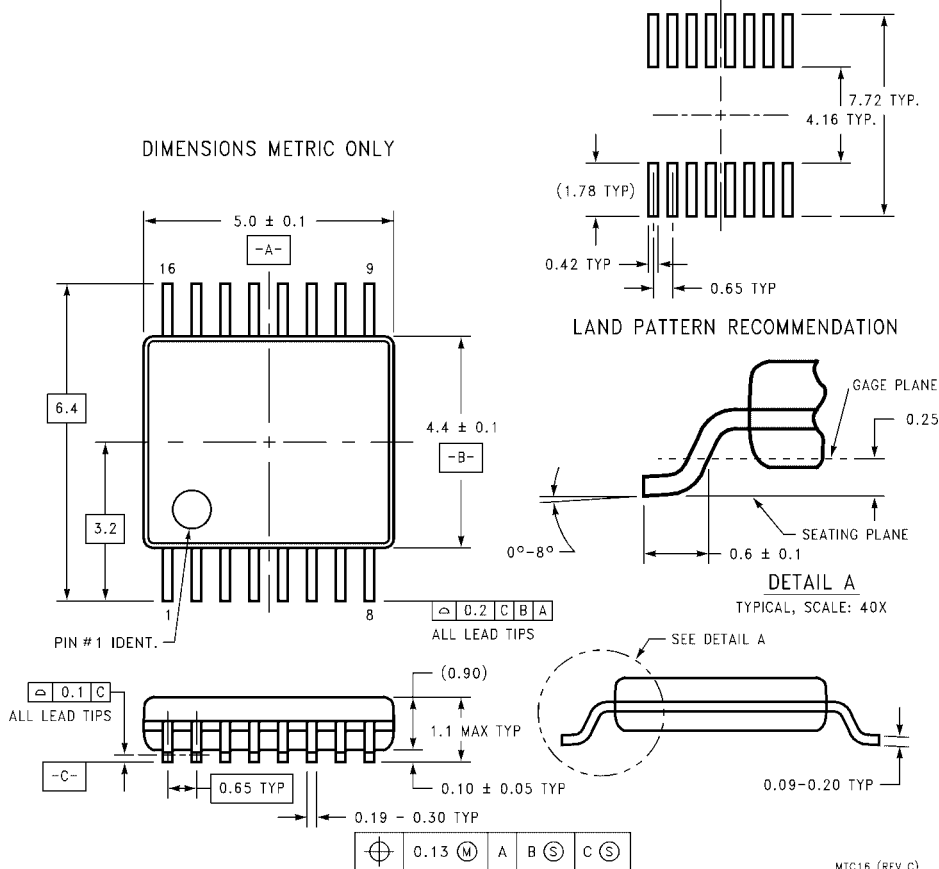 7.72 TYP.
4.16 TYP.
DIMENSIONS METRIC ONLY
(1.78 TYP)
5.0 ± 0.1
-A-
0.42 TYP
16
9
0.65 TYP
LAND PATTERN RECOMMENDATION
GAGE PLANE
6.4
0.25
4.4 ± 0.1
-B-
3.2
SEATING PLANE
0°-8°
0.6 ± 0.1
DETAIL A
TYPICAL, SCALE: 40X
1
8
⌓ 0.2 C B A
ALL LEAD TIPS
PIN #1 IDENT.
SEE DETAIL A
(0.90)
⌓ 0.1 C
ALL LEAD TIPS
1.1 MAX TYP
-C-
0.65 TYP
0.10 ± 0.05 TYP
0.09-0.20 TYP
0.19 - 0.30 TYP
⌖ 0.13 Ⓜ A B Ⓢ C Ⓢ
MTC16 (REV C)